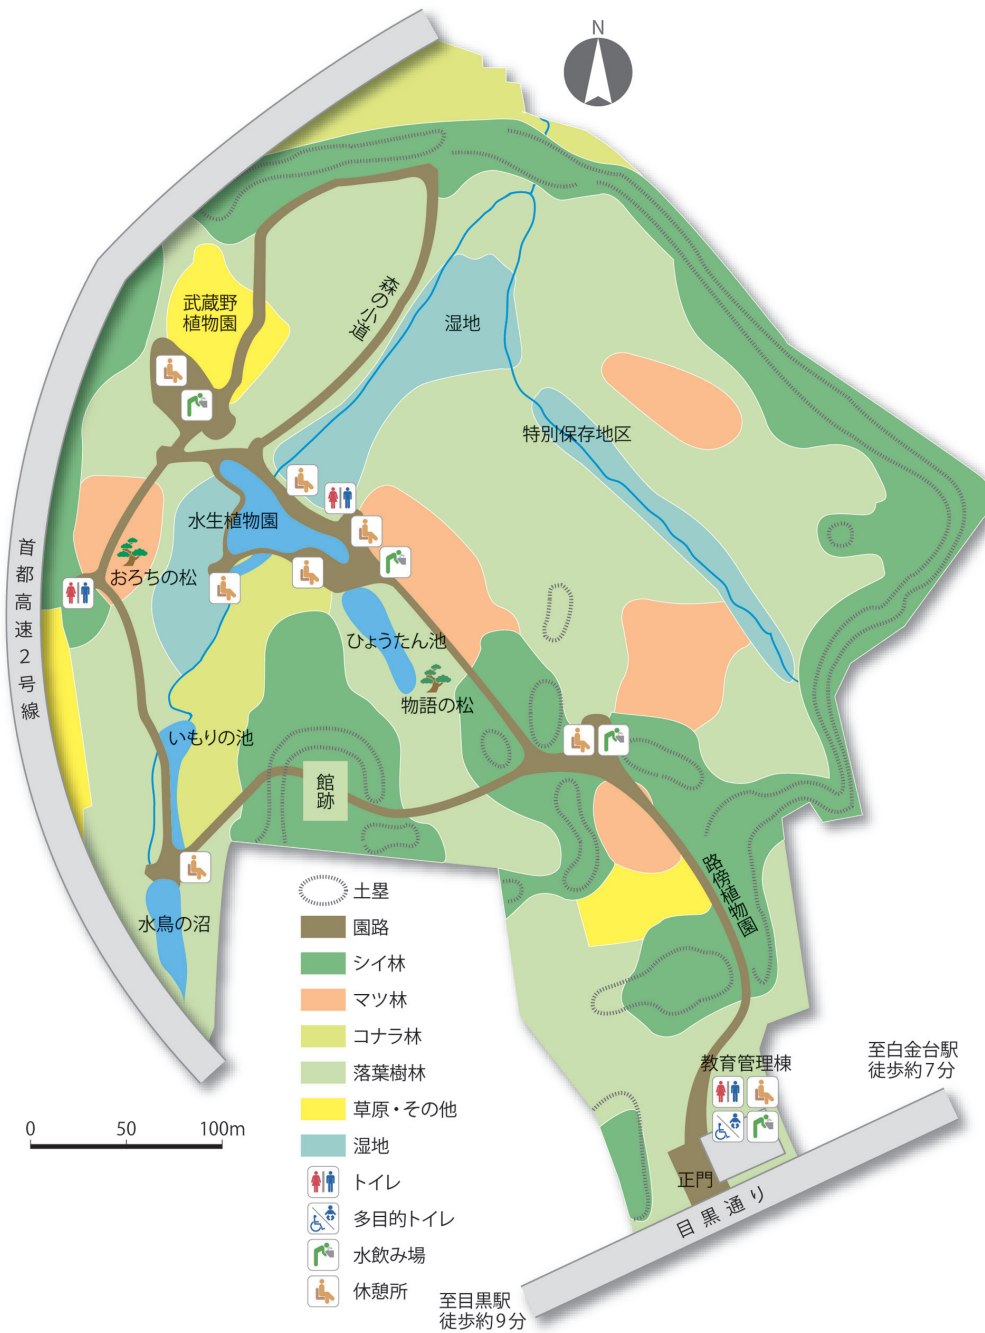 N
武蔵野
植物園
森の小道
湿地
特別保存地区
水生植物園
おろちの松
首都高速2号線
ひょうたん池
物語の松
いもりの池
館跡
水鳥の沼
路傍植物園
教育管理棟
正門
目黒通り
至白金台駅
徒歩約7分
至目黒駅
徒歩約9分
土塁
園路
シイ林
マツ林
コナラ林
落葉樹林
草原・その他
湿地
トイレ
多目的トイレ
水飲み場
休憩所
0 50 100m